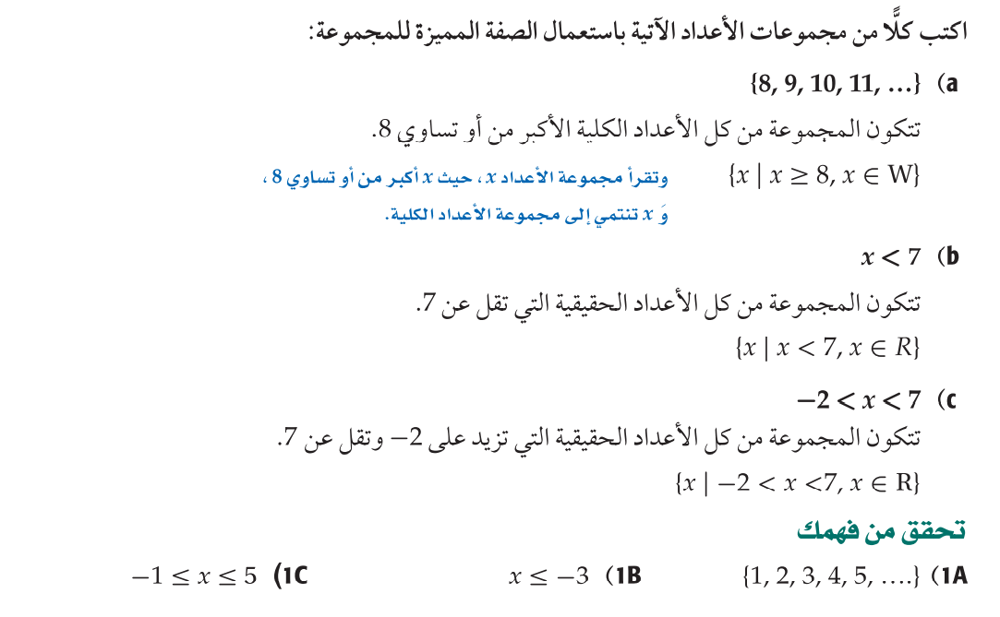 اكتب كلًّا من مجموعات الأعداد الآتية باستعمال الصفة المميزة للمجموعة:
a) {8, 9, 10, 11, …}
تتكون المجموعة من كل الأعداد الكلية الأكبر من أو تساوي 8.
{x | x ≥ 8, x ∈ W} وتقرأ مجموعة الأعداد x، حيث x أكبر من أو تساوي 8،
وَ x تنتمي إلى مجموعة الأعداد الكلية.
b) x < 7
تتكون المجموعة من كل الأعداد الحقيقية التي تقل عن 7.
{x | x < 7, x ∈ R}
c) −2 < x < 7
تتكون المجموعة من كل الأعداد الحقيقية التي تزيد على 2− وتقل عن 7.
{x | −2 < x <7, x ∈ R}
تحقق من فهمك
1A) {1, 2, 3, 4, 5, ….} 1B) x ≤ −3 1C) −1 ≤ x ≤ 5